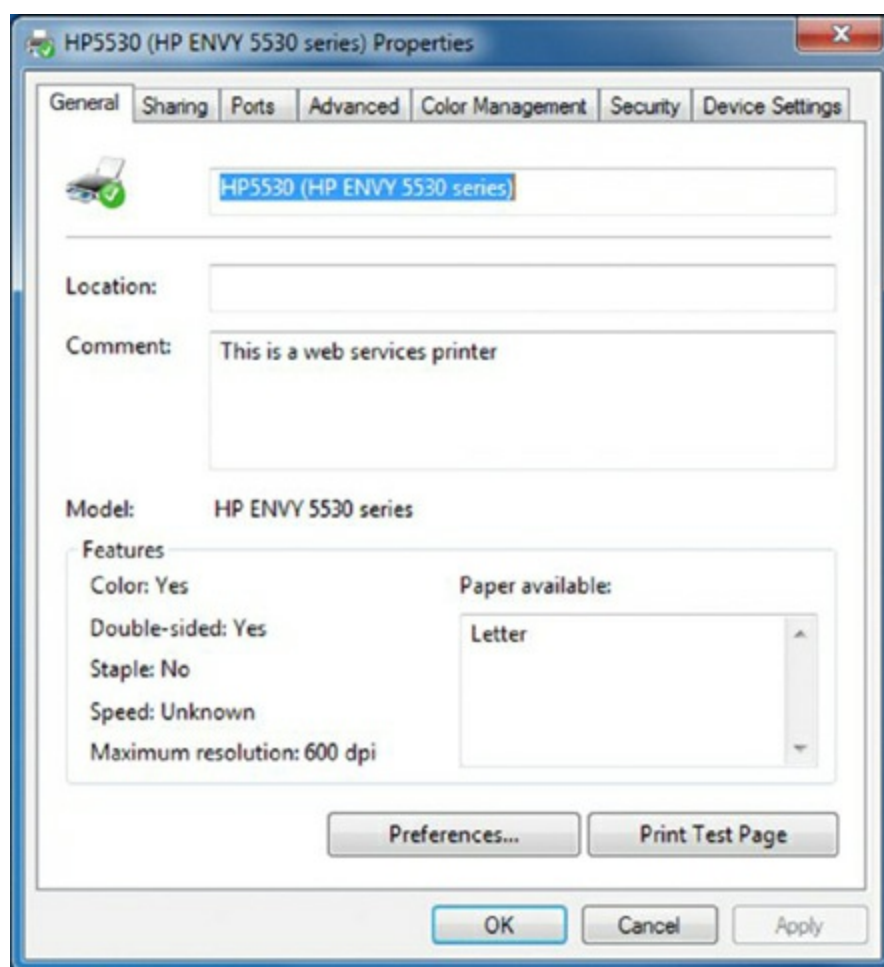 HP5530 (HP ENVY 5530 series) Properties
General Sharing Ports Advanced Color Management Security Device Settings
HP5530 (HP ENVY 5530 series)
Location:
Comment: This is a web services printer
Model: HP ENVY 5530 series
Features
Color: Yes Paper available:
Double-sided: Yes Letter
Staple: No
Speed: Unknown
Maximum resolution: 600 dpi
Preferences... Print Test Page
OK Cancel Apply